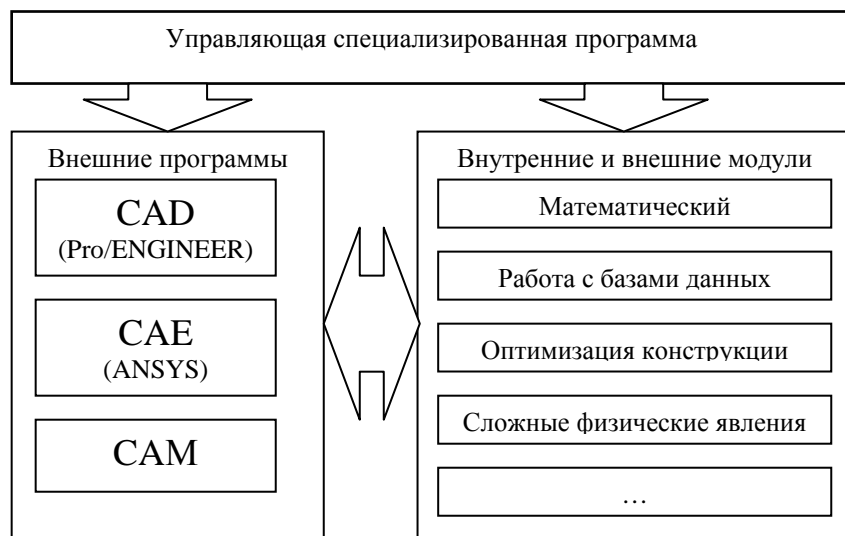 Управляющая специализированная программа
Внешние программы
CAD
(Pro/ENGINEER)
CAE
(ANSYS)
CAM
Внутренние и внешние модули
Математический
Работа с базами данных
Оптимизация конструкции
Сложные физические явления
…